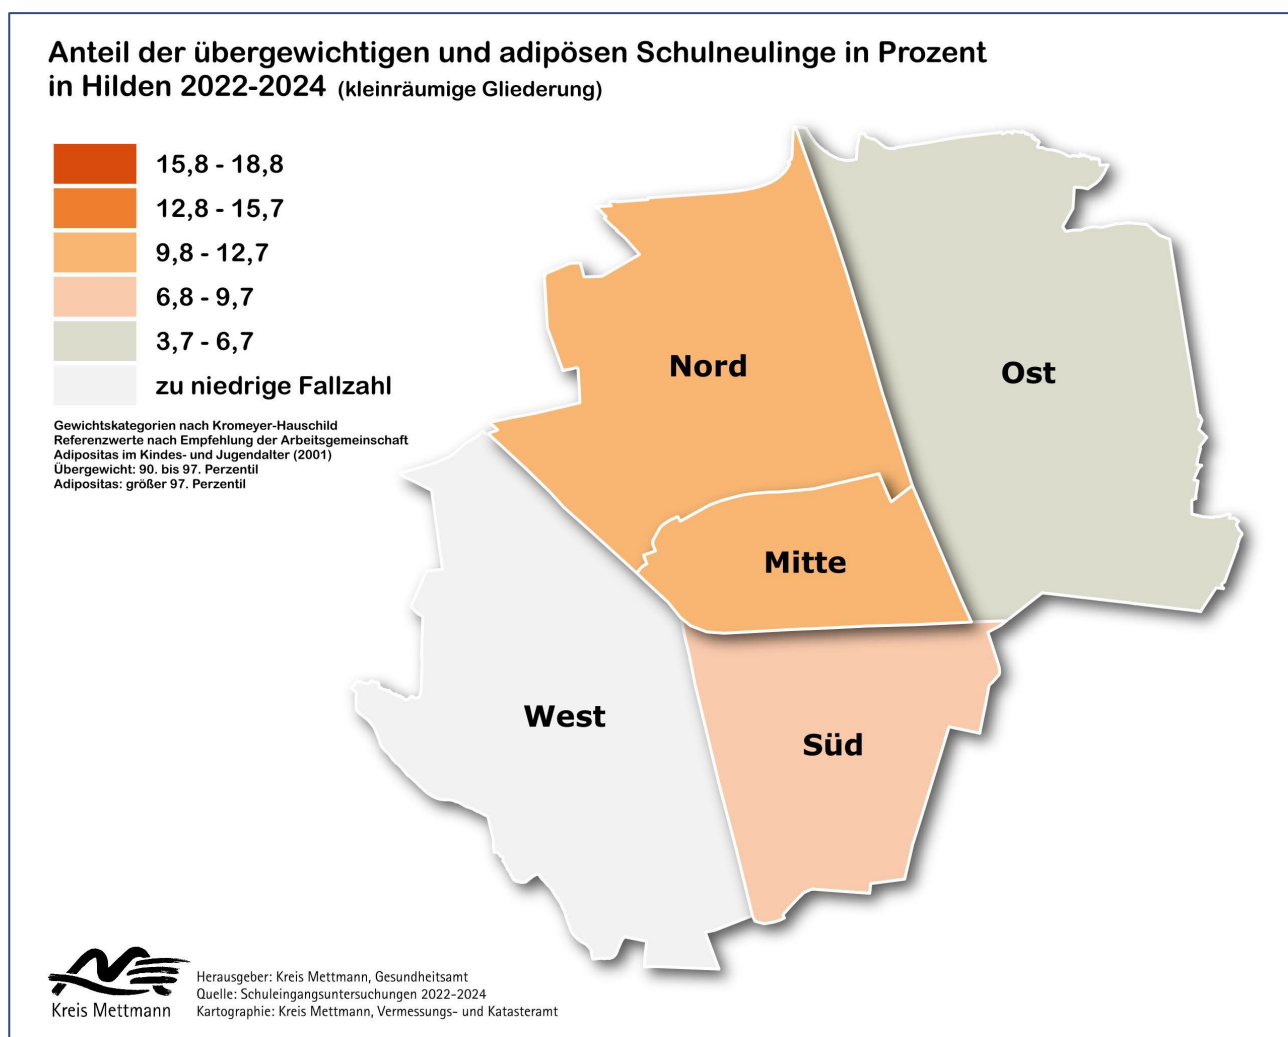 Anteil der übergewichtigen und adipösen Schulneulinge in Prozent
in Hilden 2022-2024 (kleinräumige Gliederung)
15,8 - 18,8
12,8 - 15,7
9,8 - 12,7
6,8 - 9,7
3,7 - 6,7
zu niedrige Fallzahl
Gewichtskategorien nach Kromeyer-Hauschild
Referenzwerte nach Empfehlung der Arbeitsgemeinschaft
Adipositas im Kindes- und Jugendalter (2001)
Übergewicht: 90. bis 97. Perzentil
Adipositas: größer 97. Perzentil
Nord
Ost
Mitte
West
Süd
Kreis Mettmann
Herausgeber: Kreis Mettmann, Gesundheitsamt
Quelle: Schuleingangsuntersuchungen 2022-2024
Kartographie: Kreis Mettmann, Vermessungs- und Katasteramt